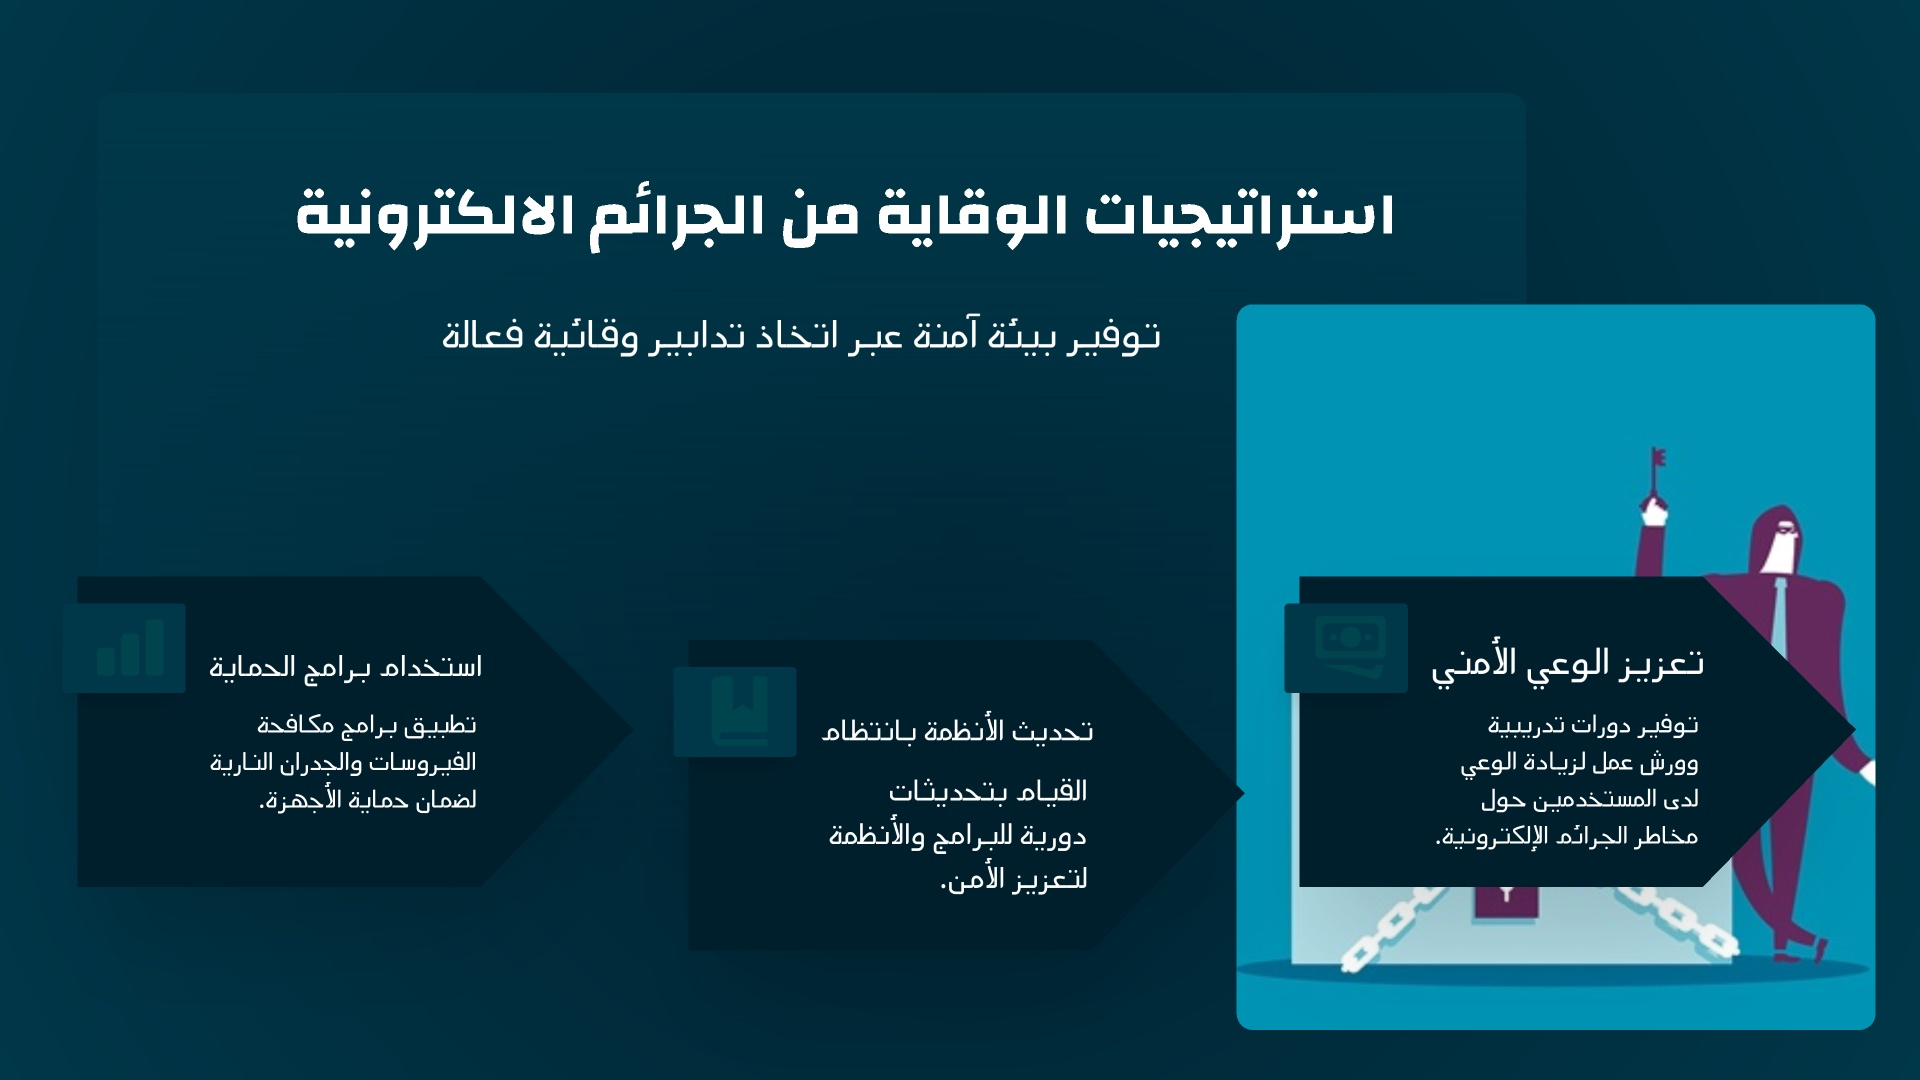 استراتيجيات الوقاية من الجرائم الالكترونية
توفير بيئة آمنة عبر اتخاذ تدابير وقائية فعالة
تعزيز الوعي الأمني
توفير دورات تدريبية
وورش عمل لزيادة الوعي
لدى المستخدمين حول
مخاطر الجرائم الإلكترونية.
تحديث الأنظمة بانتظام
القيام بتحديثات
دورية للبرامج والأنظمة
لتعزيز الأمن.
استخدام برامج الحماية
تطبيق برامج مكافحة
الفيروسات والجدران النارية
لضمان حماية الأجهزة.